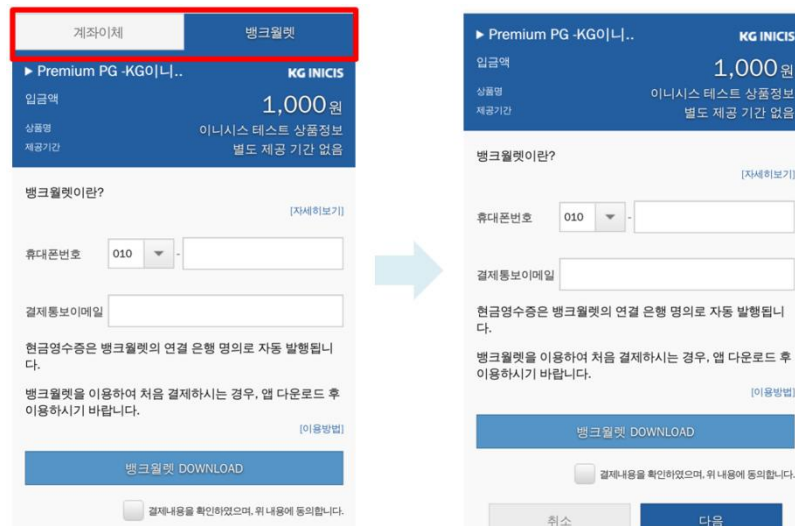 계좌이체
뱅크월렛
▶ Premium PG -KG이니..
KG INICIS
입금액
1,000원
상품명
이니시스 테스트 상품정보
제공기간
별도 제공 기간 없음
뱅크월렛이란?
[자세히보기]
휴대폰번호
010
-
결제통보이메일
현금영수증은 뱅크월렛의 연결 은행 명의로 자동 발행됩니
다.
뱅크월렛을 이용하여 처음 결제하시는 경우, 앱 다운로드 후
이용하시기 바랍니다.
[이용방법]
뱅크월렛 DOWNLOAD
결제내용을 확인하였으며, 위 내용에 동의합니다.
▶ Premium PG -KG이니..
KG INICIS
입금액
1,000원
상품명
이니시스 테스트 상품정보
제공기간
별도 제공 기간 없음
뱅크월렛이란?
[자세히보기]
휴대폰번호
010
-
결제통보이메일
현금영수증은 뱅크월렛의 연결 은행 명의로 자동 발행됩니
다.
뱅크월렛을 이용하여 처음 결제하시는 경우, 앱 다운로드 후
이용하시기 바랍니다.
[이용방법]
뱅크월렛 DOWNLOAD
결제내용을 확인하였으며, 위 내용에 동의합니다.
취소
다음